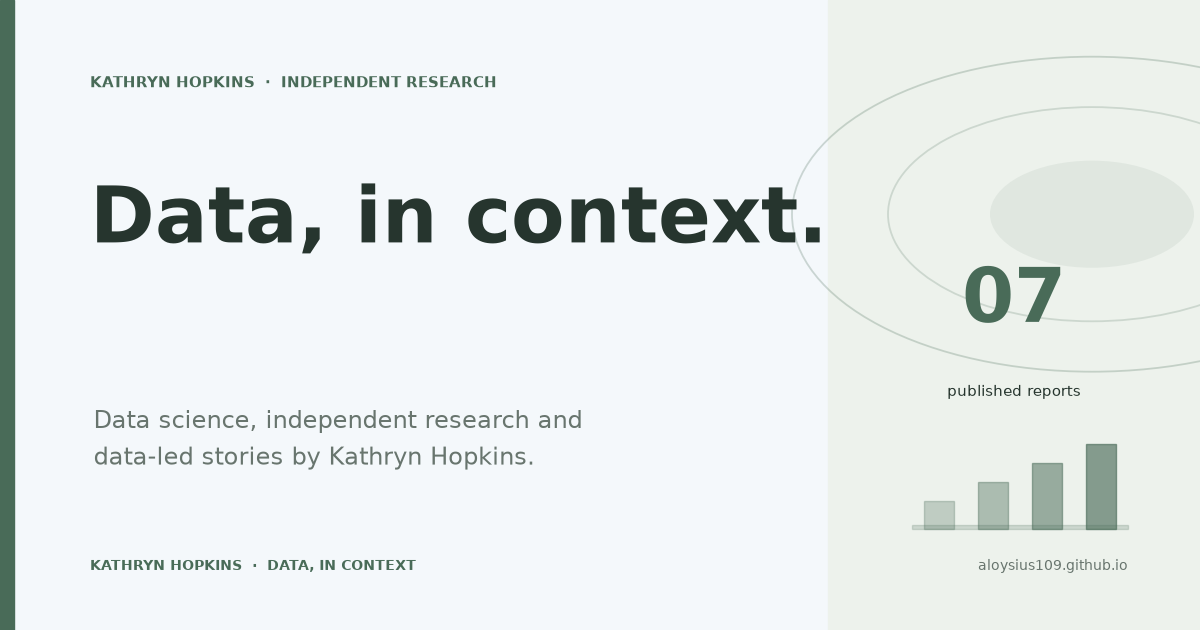 KATHRYN HOPKINS · INDEPENDENT RESEARCH
Data, in context.
Data science, independent research and
data-led stories by Kathryn Hopkins.
KATHRYN HOPKINS · DATA, IN CONTEXT
07
published reports
aloysius109.github.io